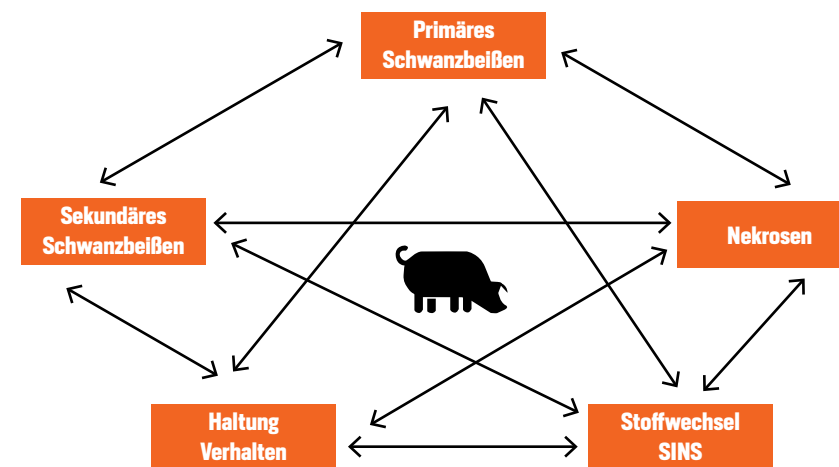 Primäres
Schwanzbeißen
Sekundäres
Schwanzbeißen
Nekrosen
Haltung
Verhalten
Stoffwechsel
SINS